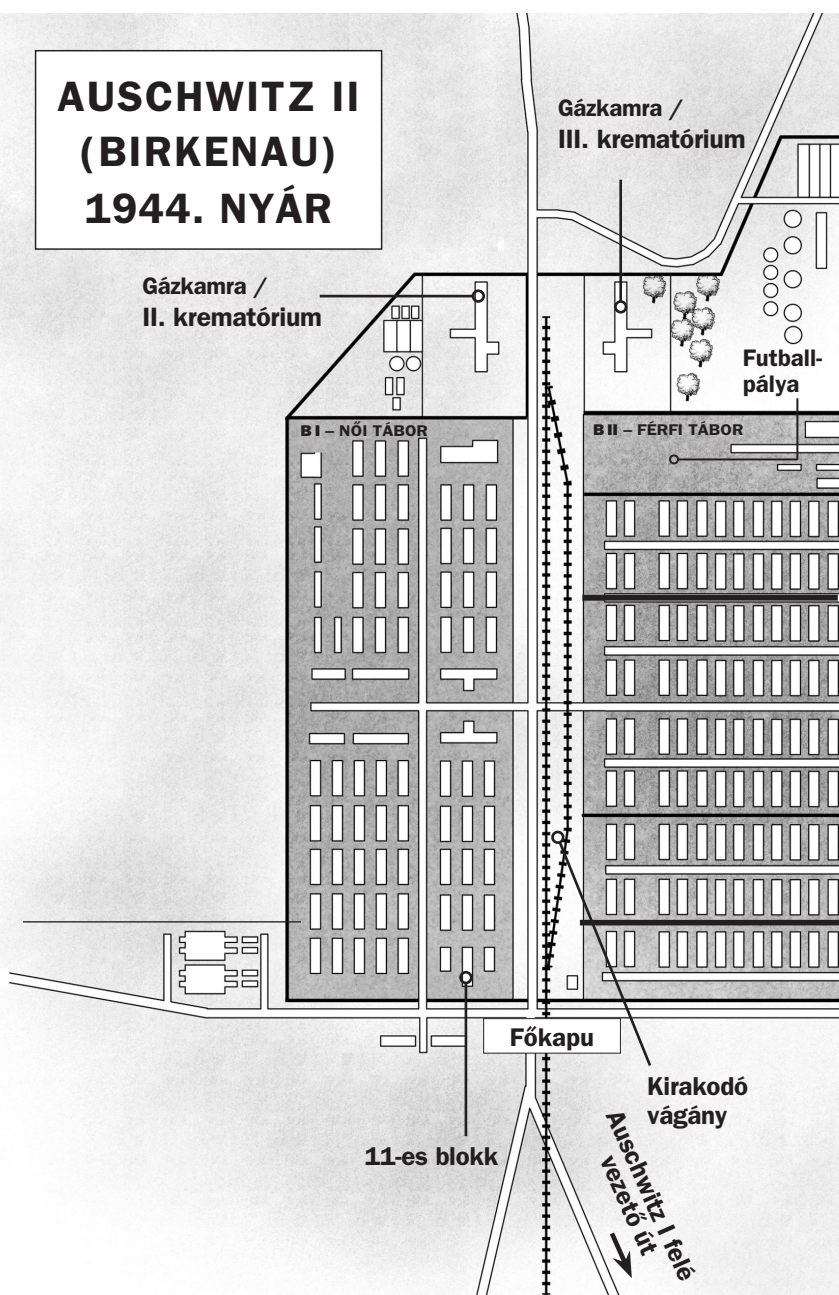 AUSCHWITZ II
(BIRKENAU)
1944. NYÁR
Gázkamra /
III. krematórium
Gázkamra /
II. krematórium
Futball-
pálya
B I – NŐI TÁBOR
B II – FÉRFI TÁBOR
Főkapu
Kirakodó
vágány
11-es blokk
Auschwitz I felé
vezető út